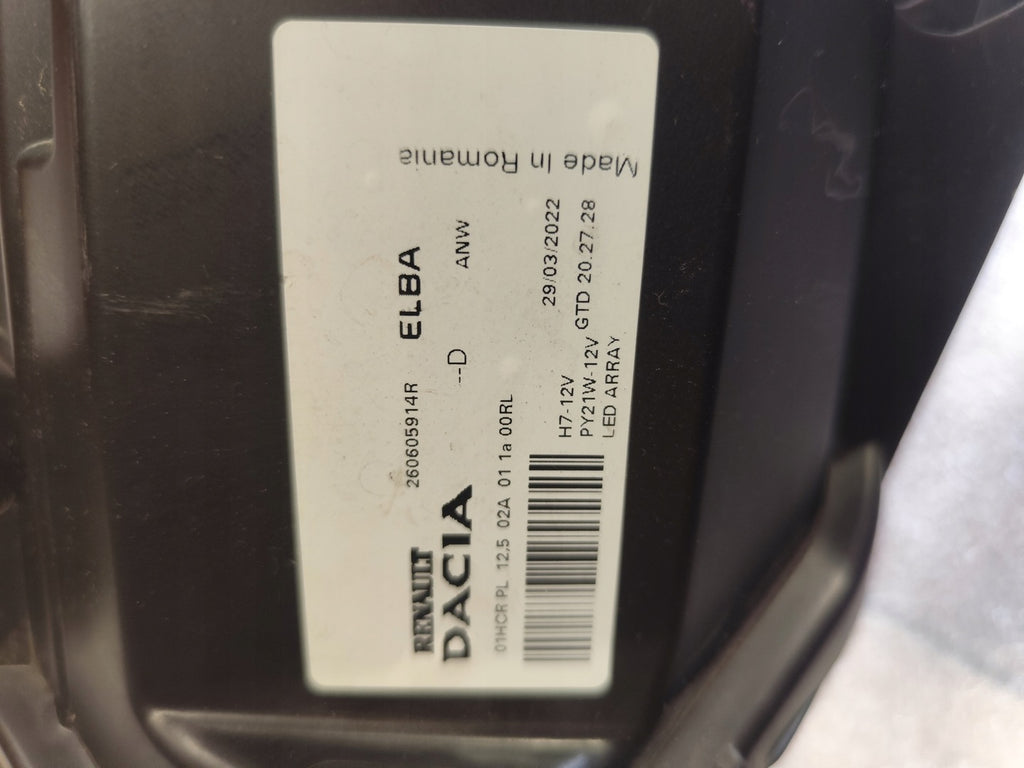 260605914R ELBA
RENAULT
DACIA --D ANW
01HCR PL 12,5 02A 01 1a 00RL
H7-12V 29/03/2022
PY21W-12V GTD 20.27.28
LED ARRAY
Made In Romania